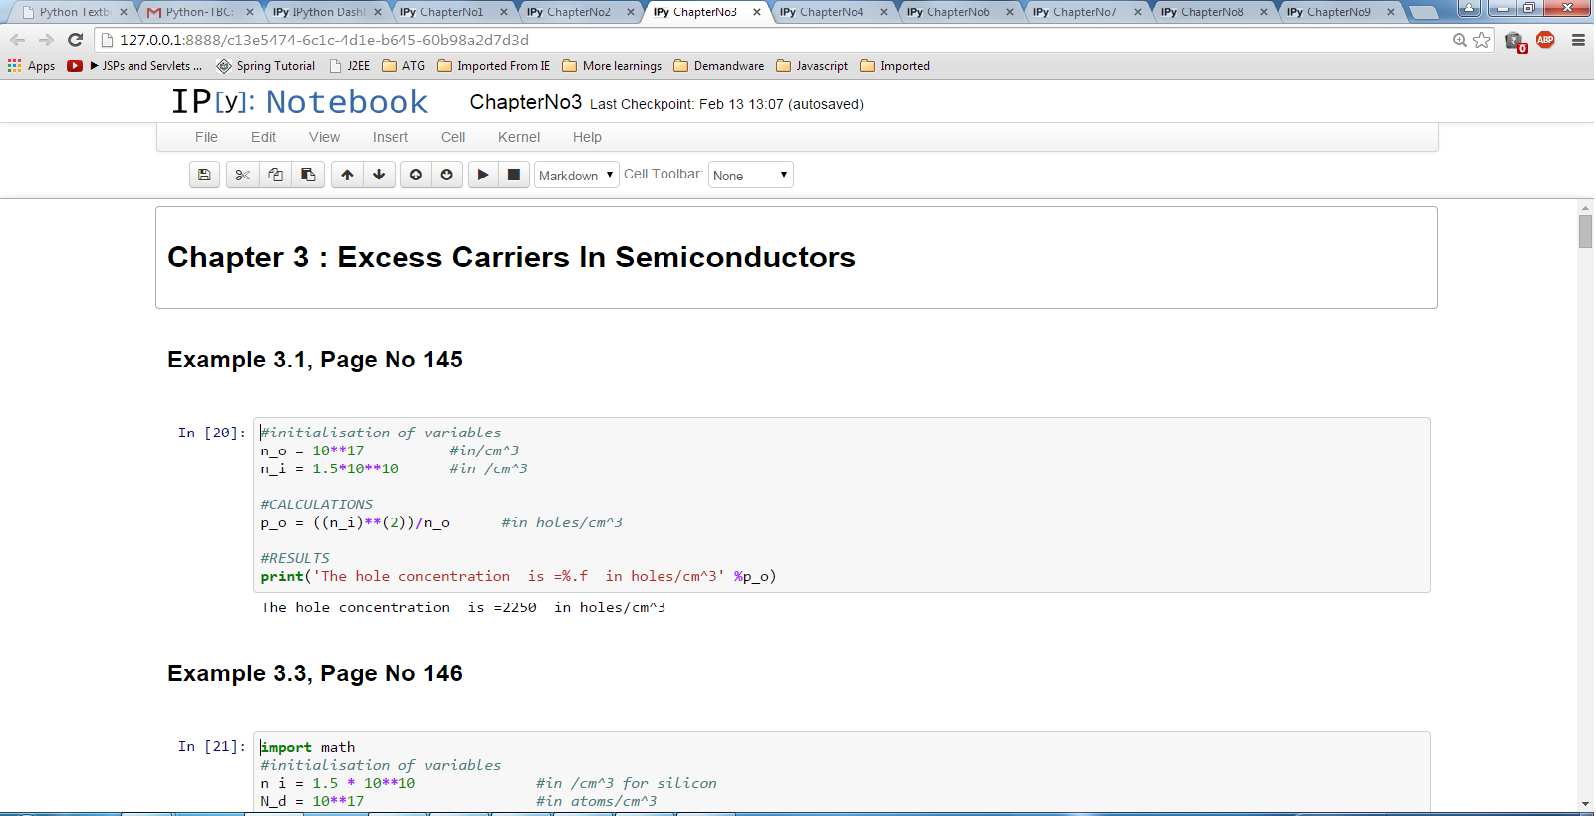 Python Textb
Python-TBC:
IPy IPython Dash
IPy ChapterNo1
IPy ChapterNo2
IPy ChapterNo3
IPy ChapterNo4
IPy ChapterNo6
IPy ChapterNo7
IPy ChapterNo8
IPy ChapterNo9
127.0.0.1:8888/c13e5474-6c1c-4d1e-b645-60b98a2d7d3d
0
ABP
Apps
JSPs and Servlets ...
Spring Tutorial
J2EE
ATG
Imported From IE
More learnings
Demandware
Javascript
Imported
IP[y]: Notebook
ChapterNo3 Last Checkpoint: Feb 13 13:07 (autosaved)
File Edit View Insert Cell Kernel Help
Markdown Cell Toolbar: None
Chapter 3 : Excess Carriers In Semiconductors
Example 3.1, Page No 145
In [20]: #initialisation of variables
n_o = 10**17 #in/cm^3
n_i = 1.5*10**10 #in /cm^3
#CALCULATIONS
p_o = ((n_i)**(2))/n_o #in holes/cm^3
#RESULTS
print('The hole concentration  is =%.f  in holes/cm^3' %p_o)
The hole concentration  is =2250  in holes/cm^3
Example 3.3, Page No 146
In [21]: import math
#initialisation of variables
n_i = 1.5 * 10**10 #in /cm^3 for silicon
N_d = 10**17 #in atoms/cm^3